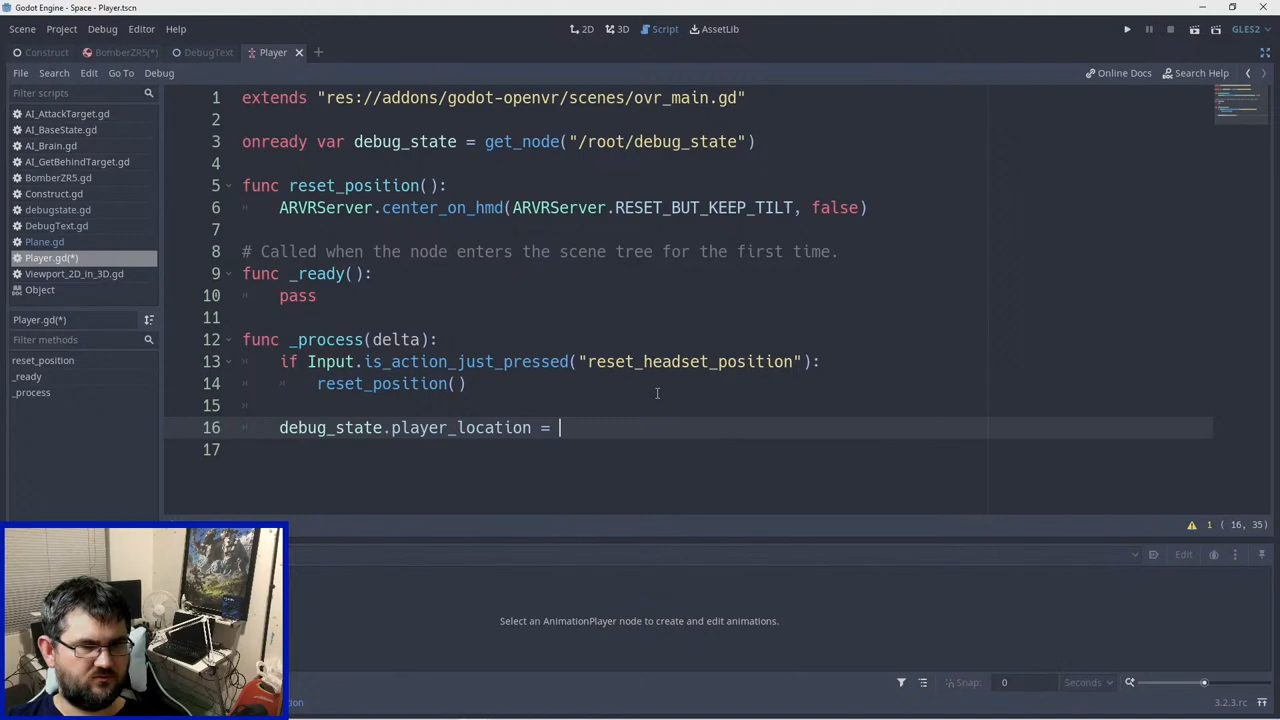 Godot Engine - Space - Player.tscn
Scene Project Debug Editor Help
2D 3D Script AssetLib
GLES2
Construct BomberZR5(*) DebugText Player
File Search Edit Go To Debug
Online Docs Search Help
Filter scripts
AI_AttackTarget.gd
AI_BaseState.gd
AI_Brain.gd
AI_GetBehindTarget.gd
BomberZR5.gd
Construct.gd
debugstate.gd
DebugText.gd
Plane.gd
Player.gd(*)
Viewport_2D_in_3D.gd
Object
Player.gd(*)
Filter methods
reset_position
_ready
_process
1 extends "res://addons/godot-openvr/scenes/ovr_main.gd"
2
3 onready var debug_state = get_node("/root/debug_state")
4
5 func reset_position():
6 ARVRServer.center_on_hmd(ARVRServer.RESET_BUT_KEEP_TILT, false)
7
8 # Called when the node enters the scene tree for the first time.
9 func _ready():
10 pass
11
12 func _process(delta):
13 if Input.is_action_just_pressed("reset_headset_position"):
14 reset_position()
15
16 debug_state.player_location =
17
1 ( 16, 35)
Edit
Select an AnimationPlayer node to create and edit animations.
Snap: 0 Seconds
3.2.3.rc